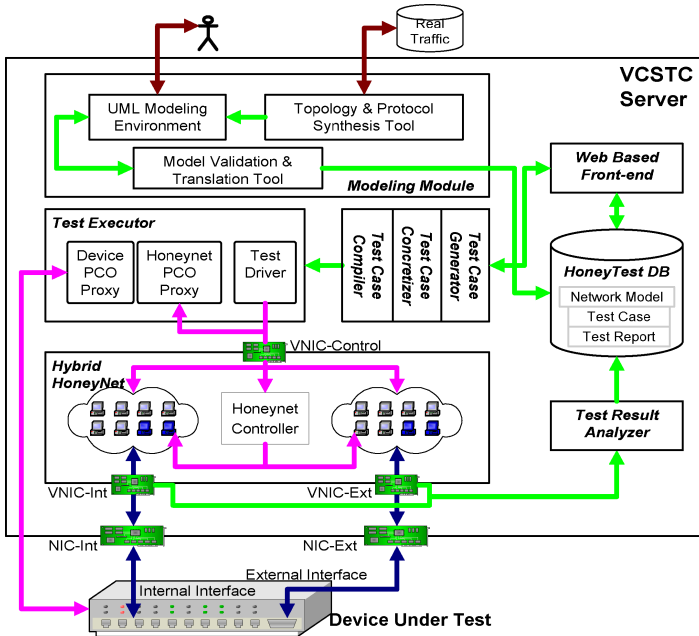 Real
Traffic
VCSTC
Server
UML Modeling
Environment
Topology & Protocol
Synthesis Tool
Model Validation &
Translation Tool
Modeling Module
Web Based
Front-end
Test Executor
Device
PCO
Proxy
Honeynet
PCO
Proxy
Test
Driver
Test Case
Compiler
Test Case
Concretizer
Test Case
Generator
HoneyTest DB
Network Model
Test Case
Test Report
VNIC-Control
Hybrid
HoneyNet
Honeynet
Controller
Test Result
Analyzer
VNIC-Int
VNIC-Ext
NIC-Int
NIC-Ext
External Interface
Internal Interface
Device Under Test